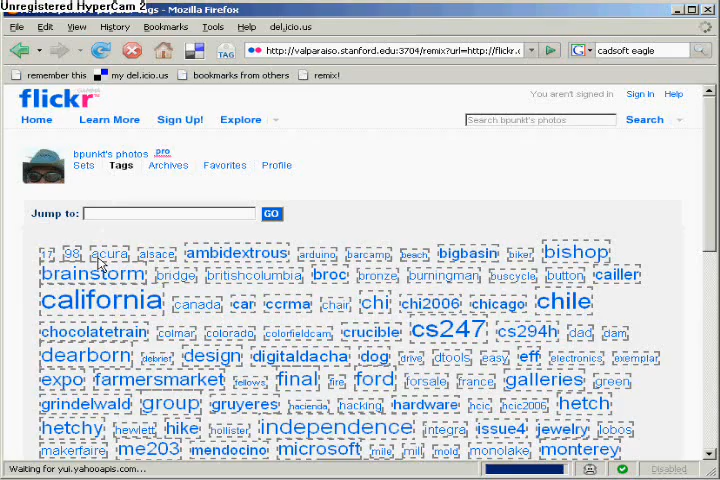 Unregistered HyperCam 2
Tags - Mozilla Firefox
File Edit View History Bookmarks Tools Help del.icio.us
TAG http://valparaiso.stanford.edu:3704/remix?url=http://flickr.c G cadsoft eagle
remember this my del.icio.us bookmarks from others remix!
flickr You aren't signed in Sign In Help
Home Learn More Sign Up! Explore Search bpunkt's photos Search
bpunkt's photos pro
Sets Tags Archives Favorites Profile
Jump to: GO
17 98 acura alsace ambidextrous arduino barcamp beach bigbasin biker bishop
brainstorm bridge britishcolumbia broc bronze burningman buscycle button cailler
california canada car ccrma chair chi chi2006 chicago chile
chocolatetrain colmar colorado colorfieldcam crucible cs247 cs294h dad dam
dearborn debrief design digitaldacha dog drive dtools easy eff electronics exemplar
expo farmersmarket fellows final fire ford forsale france galleries green
grindelwald group gruyeres hacienda hacking hardware hcic hcic2006 hetch
hetchy hewlett hike hollister independence integra issue4 jewelry lobos
makerfaire me203 mendocino microsoft mile mill mold monolake monterey
Waiting for yui.yahooapis.com... Disabled